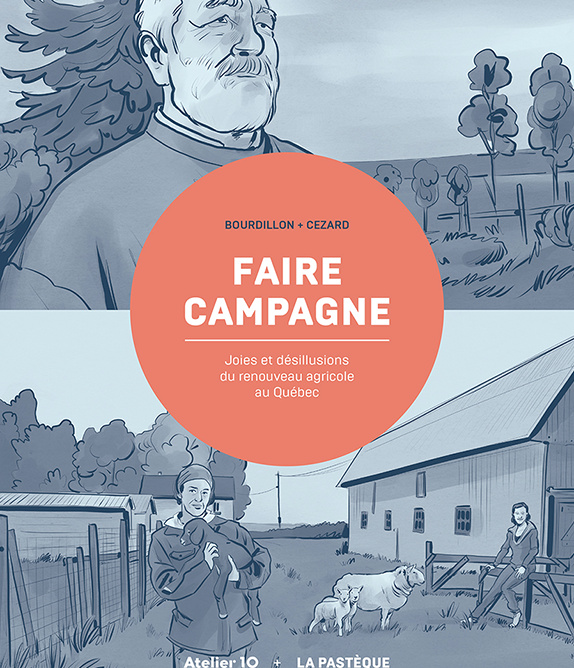 BOURDILLON + CEZARD
FAIRE
CAMPAGNE
Joies et désillusions
du renouveau agricole
au Québec
Atelier 10 + LA PASTÈQUE